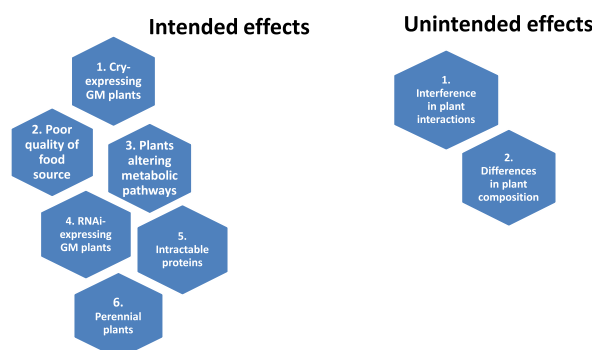 Intended effects
1. Cry-
expressing
GM plants
2. Poor
quality of
food
source
3. Plants
altering
metabolic
pathways
4. RNAi-
expressing
GM plants
5.
Intractable
proteins
6.
Perennial
plants
Unintended effects
1.
Interference
in plant
interactions
2.
Differences
in plant
composition